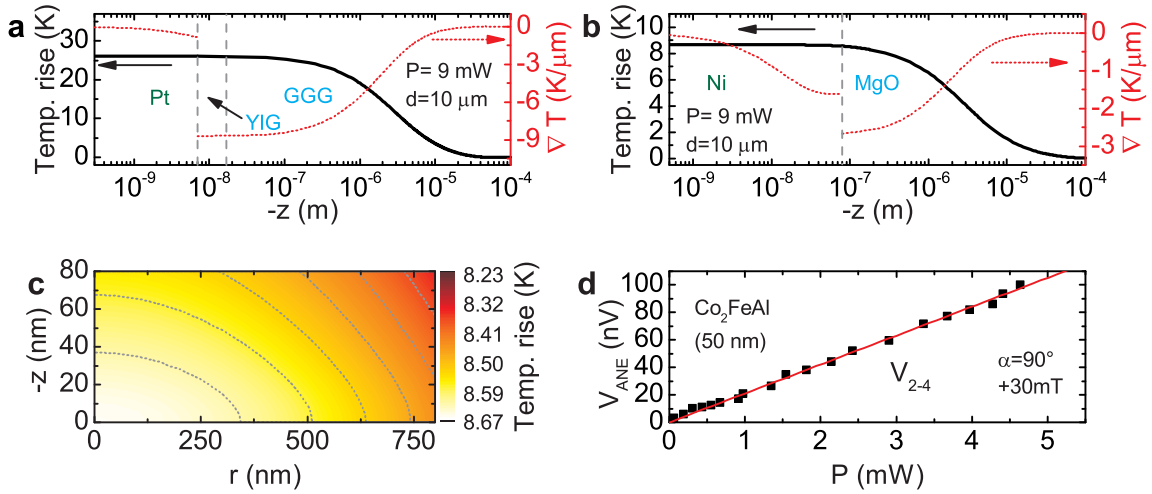 a
Temp. rise (K)
30
20
10
0
Pt
YIG
GGG
P= 9 mW
d=10 μm
0
-3
-6
-9
∇ T (K/μm)
10⁻⁹ 10⁻⁸ 10⁻⁷ 10⁻⁶ 10⁻⁵ 10⁻⁴
-z (m)
b
Temp. rise (K)
10
8
6
4
2
0
Ni
MgO
P= 9 mW
d=10 μm
0
-1
-2
-3
∇ T (K/μm)
10⁻⁹ 10⁻⁸ 10⁻⁷ 10⁻⁶ 10⁻⁵ 10⁻⁴
-z (m)
c
-z (nm)
80
60
40
20
0
0 250 500 750
r (nm)
8.23
8.32
8.41
8.50
8.59
8.67
Temp. rise (K)
d
V_ANE (nV)
100
80
60
40
20
0
Co₂FeAl
(50 nm)
V₂₋₄
α=90°
+30mT
0 1 2 3 4 5
P (mW)